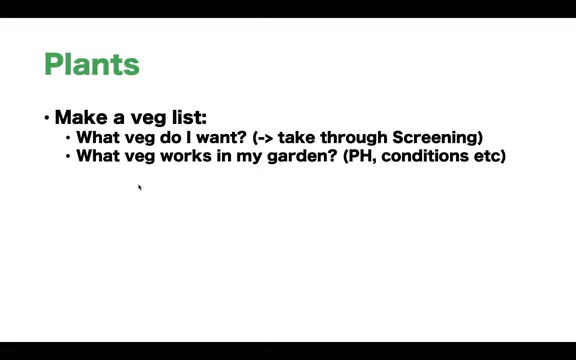 Plants
• Make a veg list:
• What veg do I want? (-> take through Screening)
• What veg works in my garden? (PH, conditions etc)